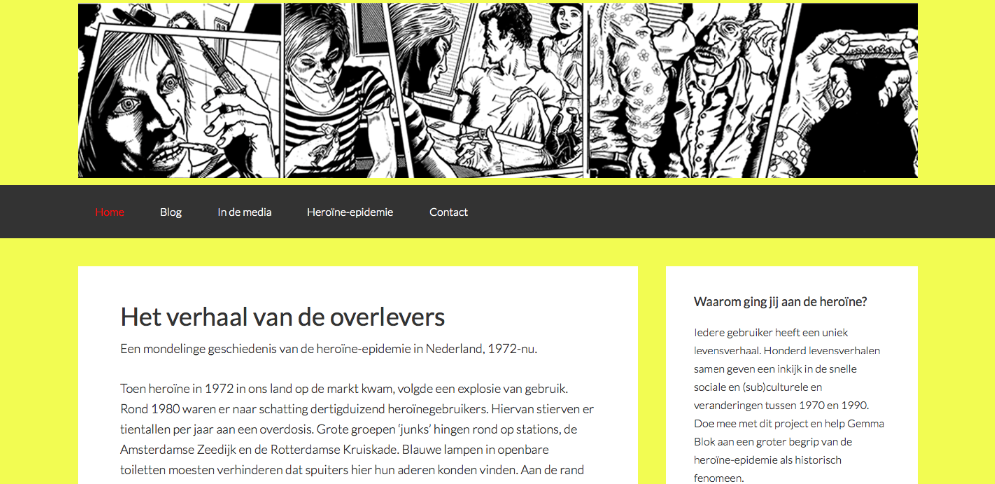 Home
Blog
In de media
Heroïne-epidemie
Contact
Het verhaal van de overlevers
Een mondelinge geschiedenis van de heroïne-epidemie in Nederland, 1972-nu.
Toen heroïne in 1972 in ons land op de markt kwam, volgde een explosie van gebruik.
Rond 1980 waren er naar schatting dertigduizend heroïnegebruikers. Hiervan stierven er
tientallen per jaar aan een overdosis. Grote groepen ‘junks’ hingen rond op stations, de
Amsterdamse Zeedijk en de Rotterdamse Kruiskade. Blauwe lampen in openbare
toiletten moesten verhinderen dat spuiters hier hun aderen konden vinden. Aan de rand
Waarom ging jij aan de heroïne?
Iedere gebruiker heeft een uniek
levensverhaal. Honderd levensverhalen
samen geven een inkijk in de snelle
sociale en (sub)culturele en
veranderingen tussen 1970 en 1990.
Doe mee met dit project en help Gemma
Blok aan een groter begrip van de
heroïne-epidemie als historisch
fenomeen.